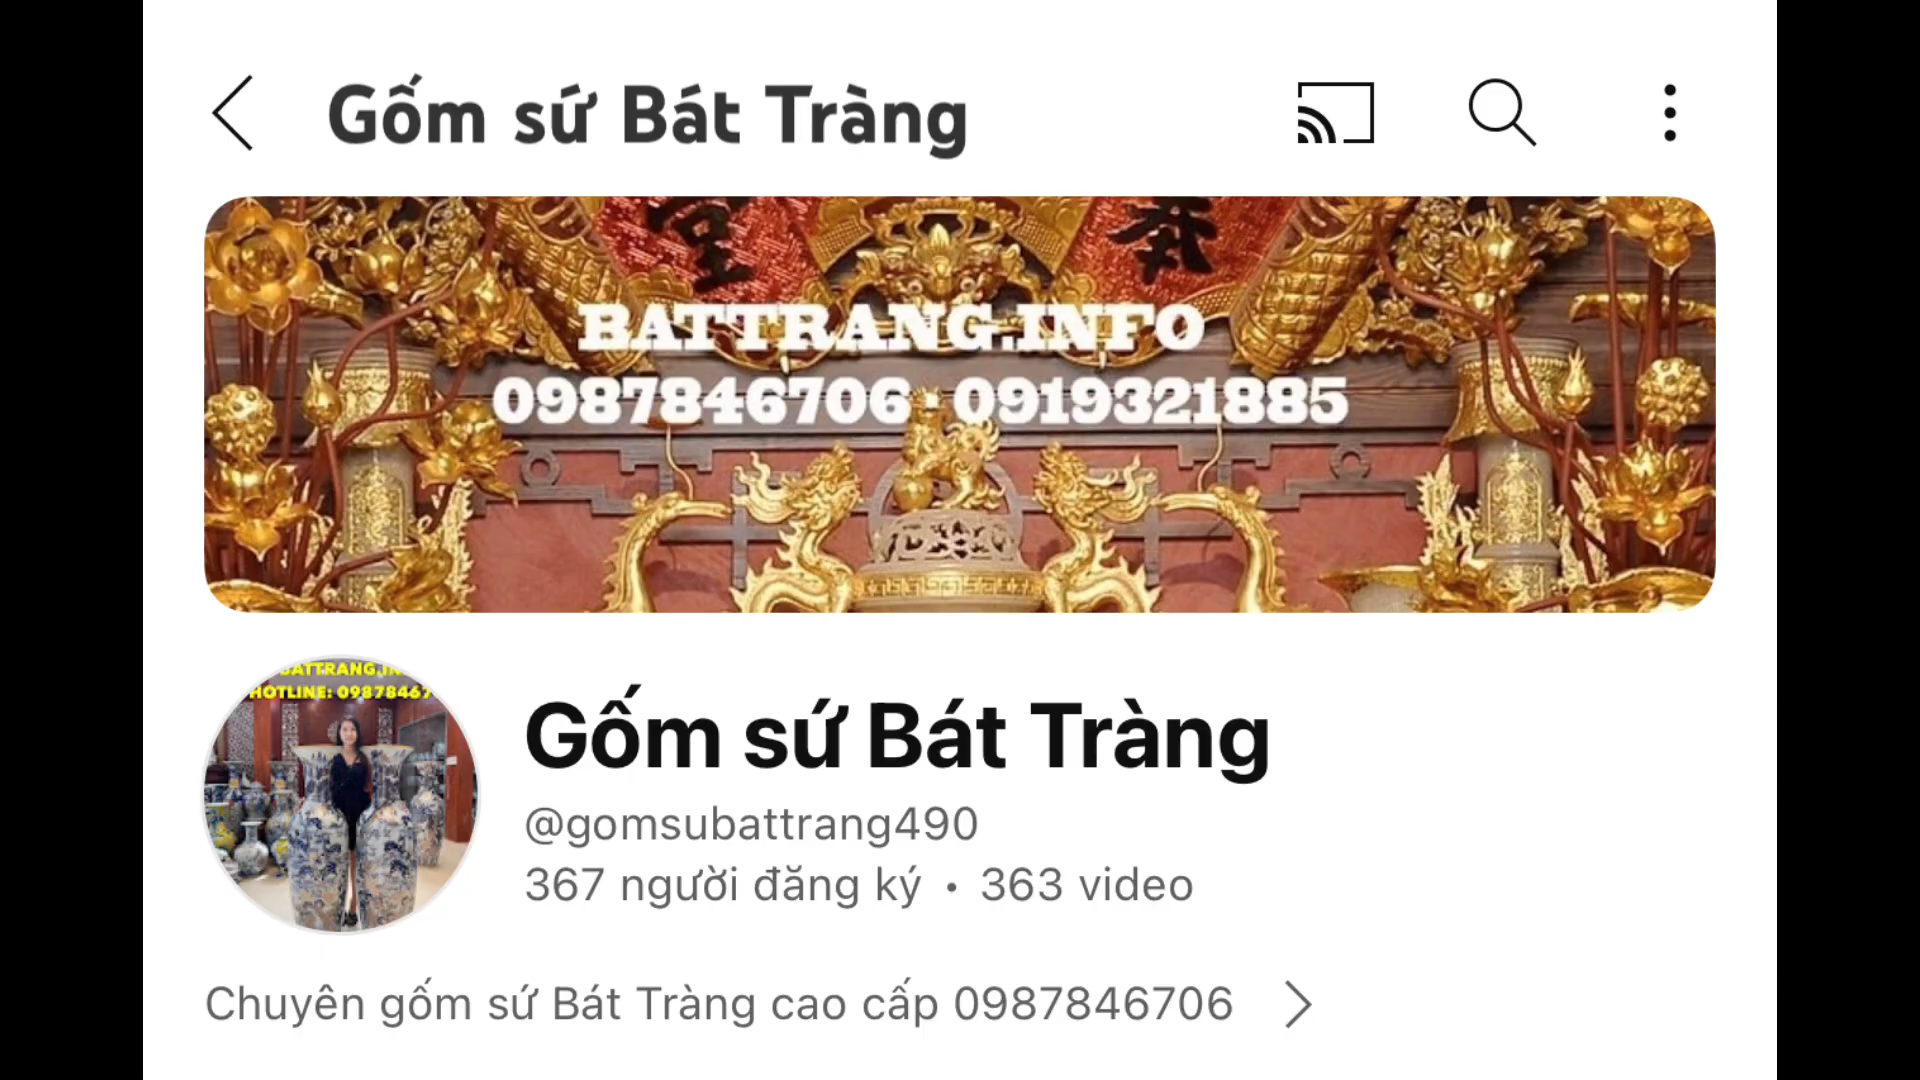 Gốm sứ Bát Tràng
BATTRANG.INFO
0987846706 - 0919321885
HOTLINE:
Gốm sứ Bát Tràng
@gomsubattrang490
367 người đăng ký • 363 video
Chuyên gốm sứ Bát Tràng cao cấp 0987846706